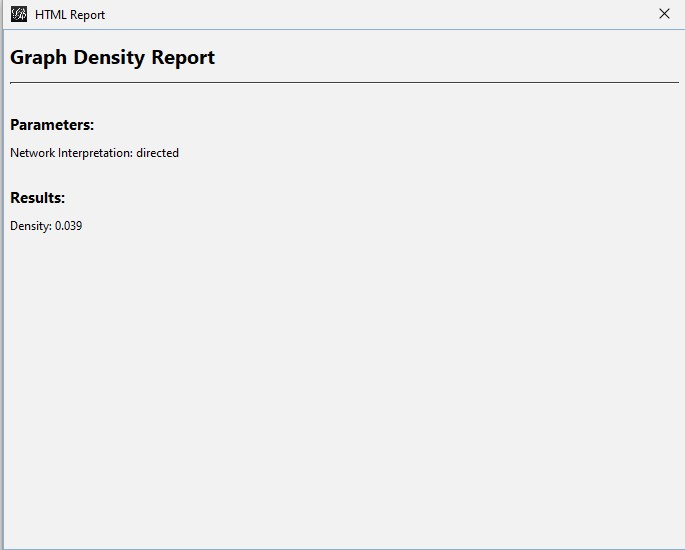 HTML Report
Graph Density Report
Parameters:
Network Interpretation: directed
Results:
Density: 0.039